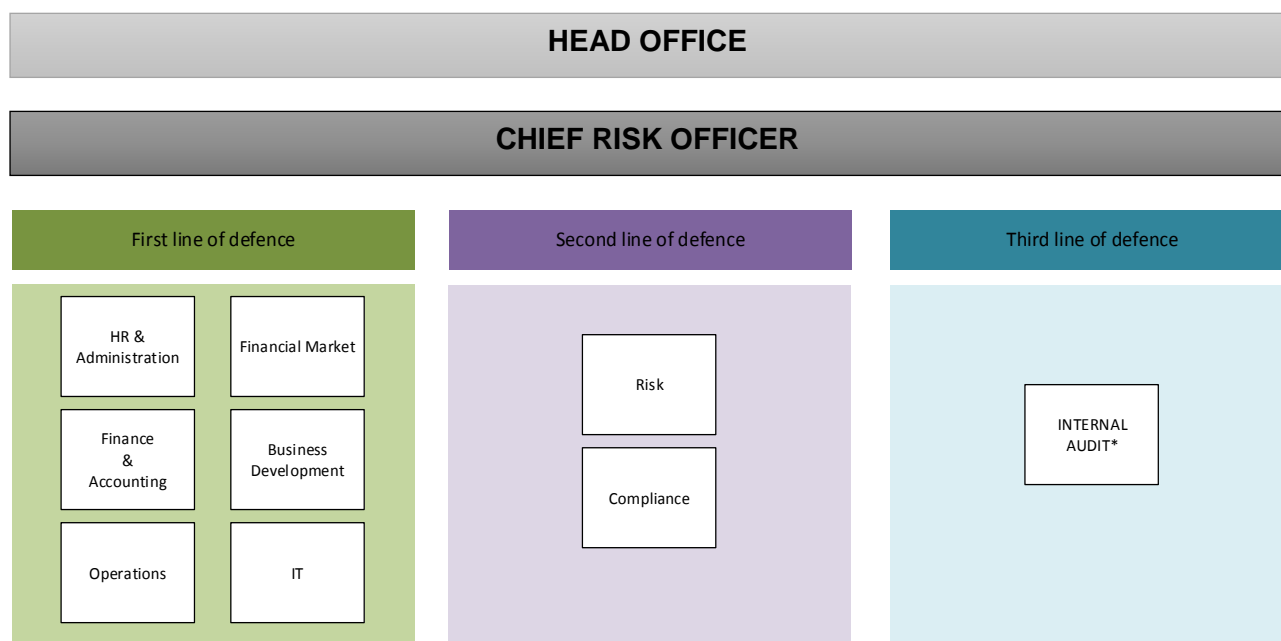 HEAD OFFICE
CHIEF RISK OFFICER
First line of defence
HR &
Administration
Financial Market
Finance
&
Accounting
Business
Development
Operations
IT
Second line of defence
Risk
Compliance
Third line of defence
INTERNAL
AUDIT*